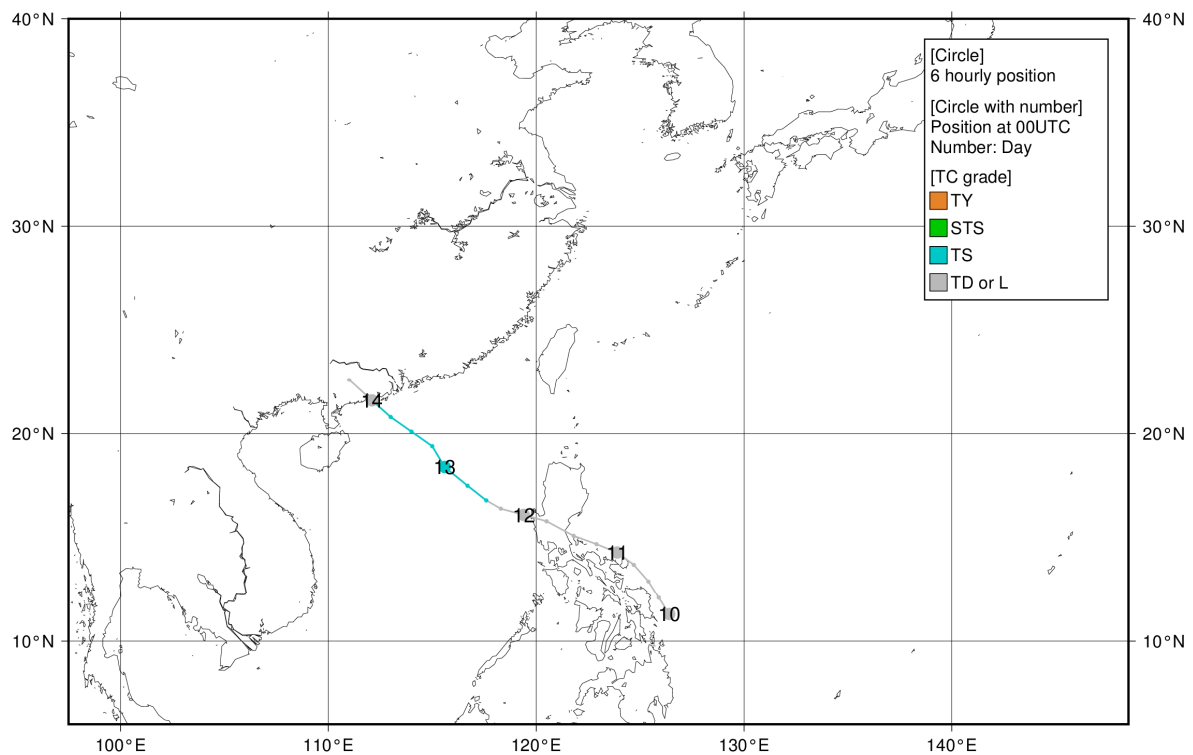 40°N
40°N
[Circle]
6 hourly position
[Circle with number]
Position at 00UTC
Number: Day
[TC grade]
TY
STS
TS
TD or L
30°N
30°N
14
20°N
20°N
13
12
11
10
10°N
10°N
100°E
110°E
120°E
130°E
140°E